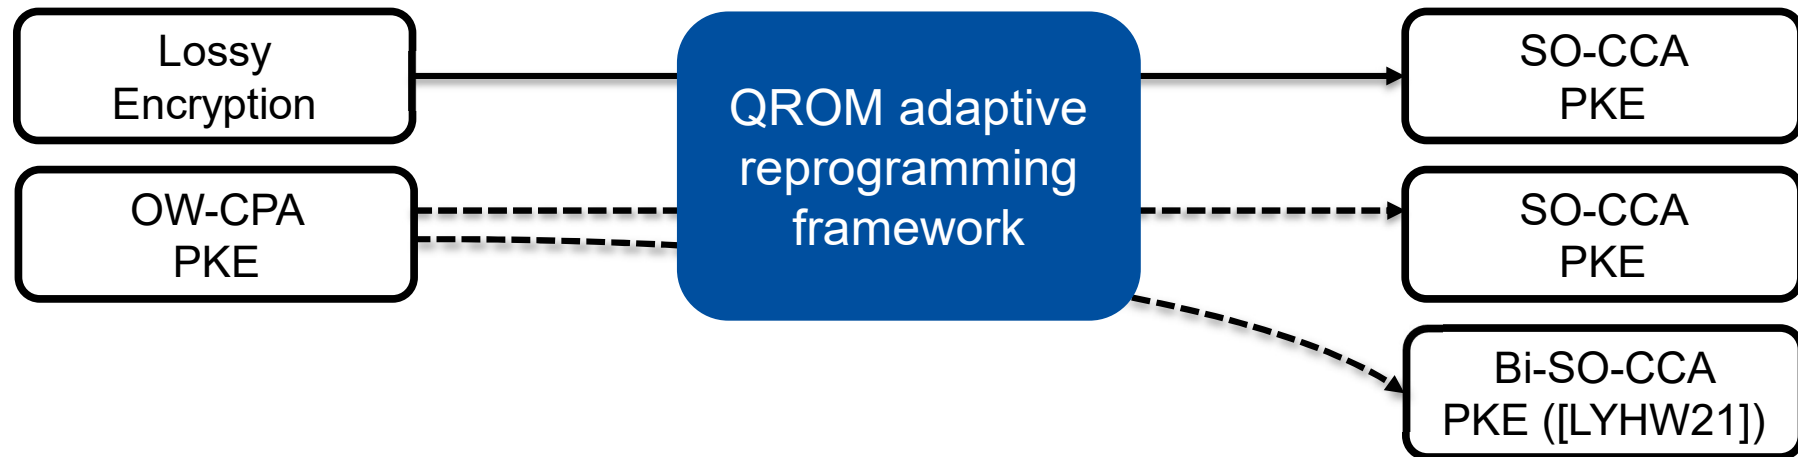 Lossy
Encryption
OW-CPA
PKE
QROM adaptive
reprogramming
framework
SO-CCA
PKE
SO-CCA
PKE
Bi-SO-CCA
PKE ([LYHW21])